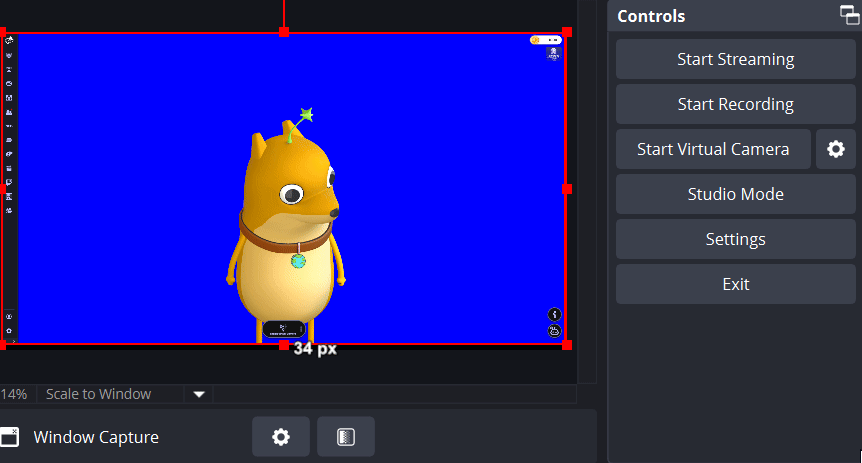 Controls
Start Streaming
Start Recording
Start Virtual Camera
Studio Mode
Settings
Exit
34 px
14%
Scale to Window
Window Capture